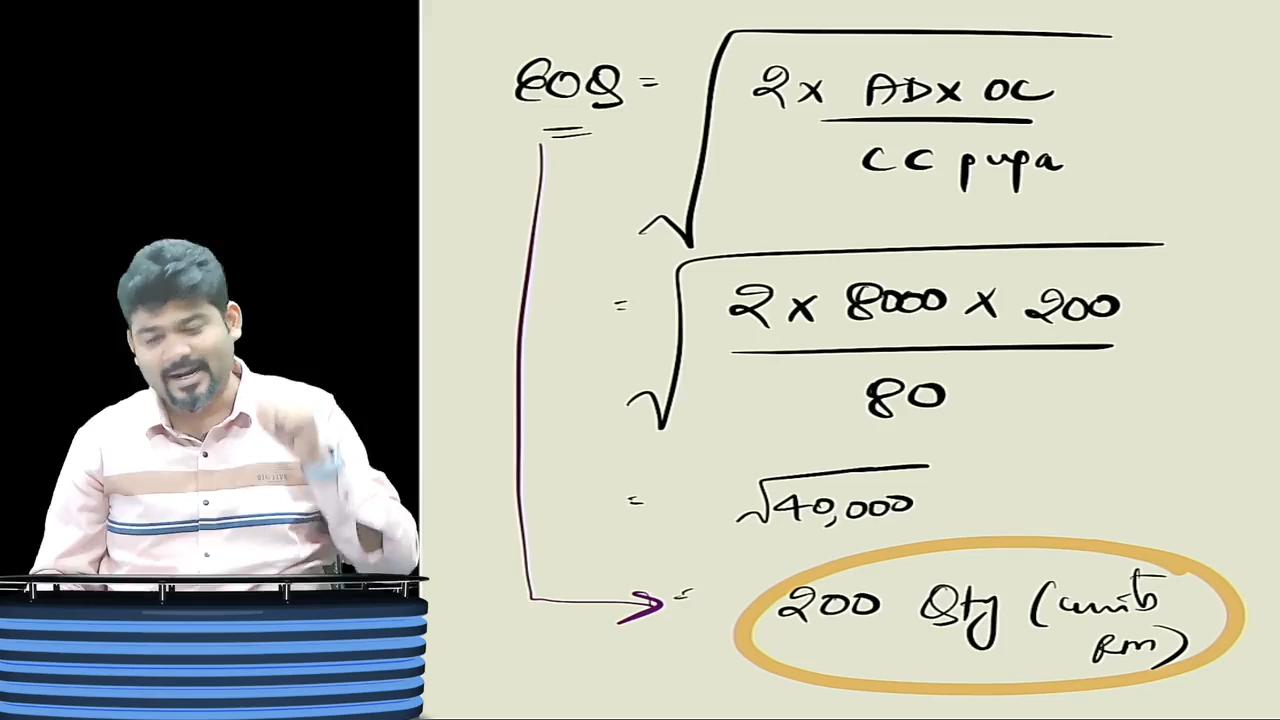 EOQ = √ 2 x AD x OC
CC pupa
= √ 2 x 8000 x 200
80
= √40,000
= 200 Qty (units
RM)